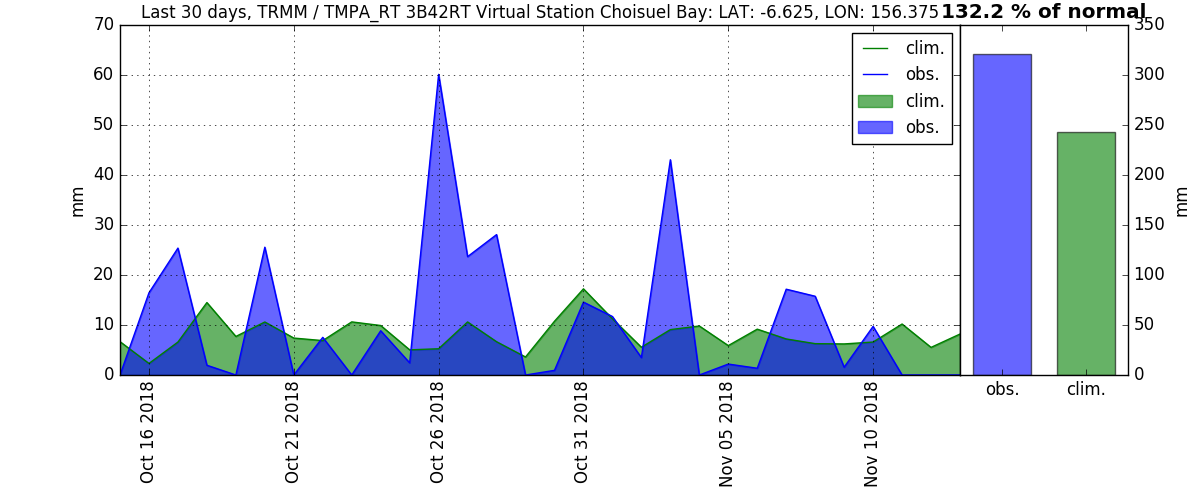 Last 30 days, TRMM / TMPA_RT 3B42RT Virtual Station Choisuel Bay: LAT: -6.625, LON: 156.375
132.2 % of normal
70
60
50
40
30
20
10
0
mm
clim.
obs.
clim.
obs.
Oct 16 2018
Oct 21 2018
Oct 26 2018
Oct 31 2018
Nov 05 2018
Nov 10 2018
350
300
250
200
150
100
50
0
mm
obs.
clim.